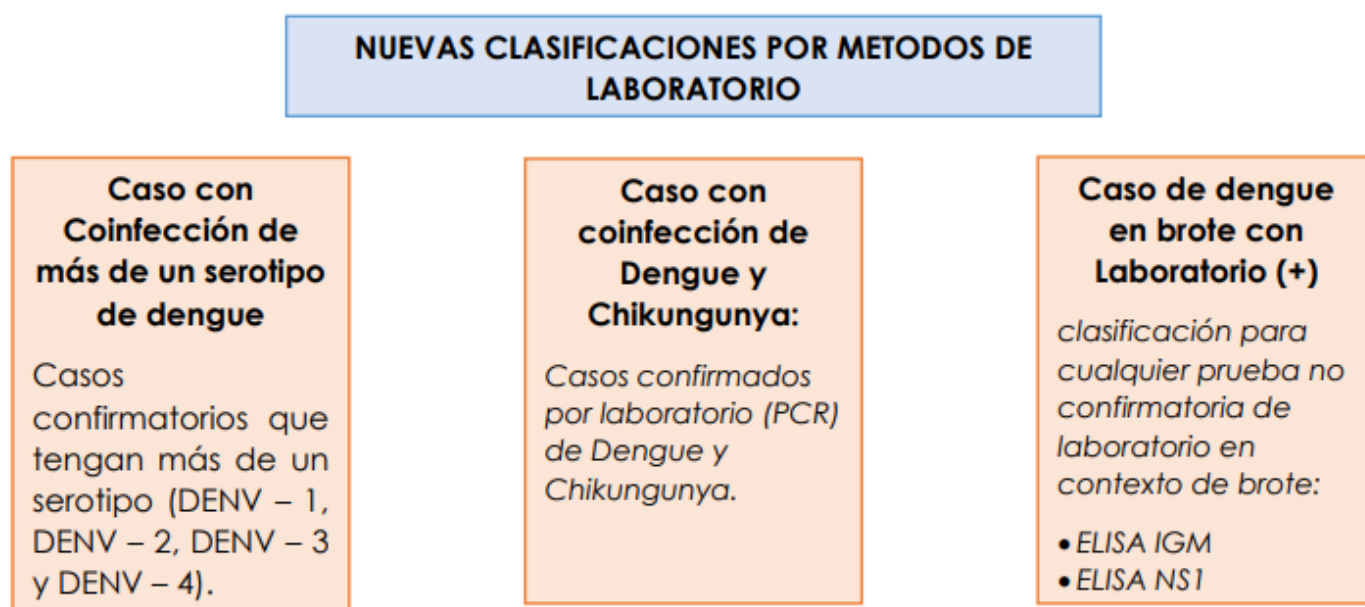 NUEVAS CLASIFICACIONES POR METODOS DE
LABORATORIO
Caso con
Coinfección de
más de un serotipo
de dengue
Casos
confirmatorios que
tengan más de un
serotipo (DENV – 1,
DENV – 2, DENV – 3
y DENV – 4).
Caso con
coinfección de
Dengue y
Chikungunya:
Casos confirmados
por laboratorio (PCR)
de Dengue y
Chikungunya.
Caso de dengue
en brote con
Laboratorio (+)
clasificación para
cualquier prueba no
confirmatoria de
laboratorio en
contexto de brote:
• ELISA IGM
• ELISA NS1